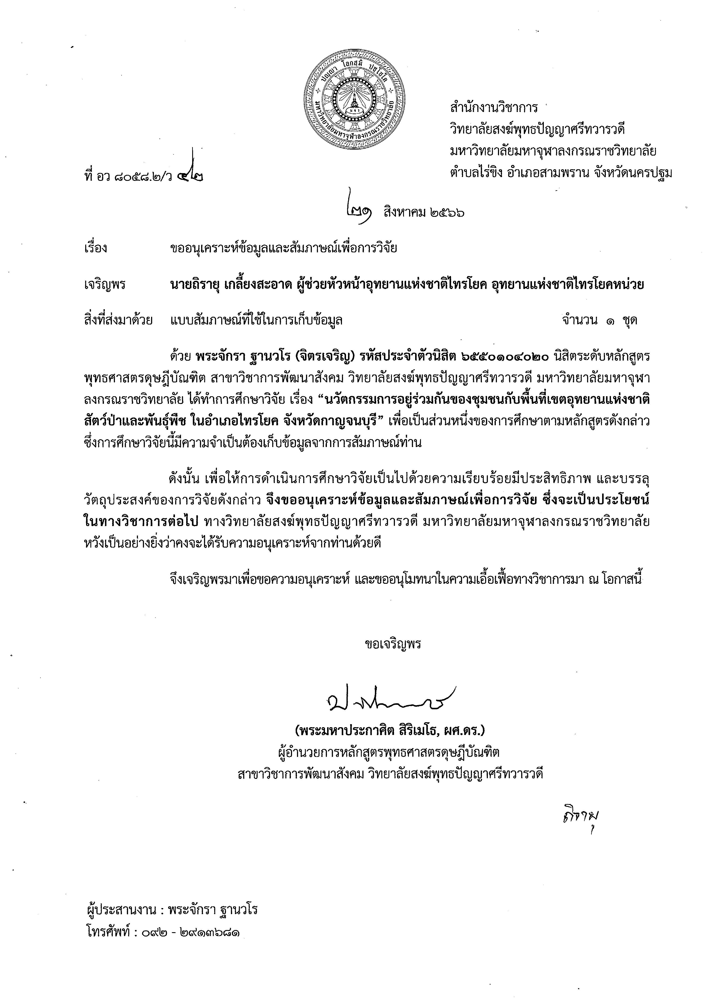 ปญฺญา โลกสฺมิ ปชฺโชโต
มหาวิทยาลัยมหาจุฬาลงกรณราชวิทยาลัย
ม จ ร
สำนักงานวิชาการ
วิทยาลัยสงฆ์พุทธปัญญาศรีทวารวดี
มหาวิทยาลัยมหาจุฬาลงกรณราชวิทยาลัย
ที่ อว ๘๐๕๘.๒/ว ๔๒
ตำบลไร่ขิง อำเภอสามพราน จังหวัดนครปฐม
๒๑ สิงหาคม ๒๕๖๖
เรื่อง ขออนุเคราะห์ข้อมูลและสัมภาษณ์เพื่อการวิจัย
เจริญพร นายถิรายุ เกลี้ยงสะอาด ผู้ช่วยหัวหน้าอุทยานแห่งชาติไทรโยค อุทยานแห่งชาติไทรโยคหน่วย
สิ่งที่ส่งมาด้วย แบบสัมภาษณ์ที่ใช้ในการเก็บข้อมูล จำนวน ๑ ชุด
ด้วย พระจักรา ฐานวโร (จิตรเจริญ) รหัสประจำตัวนิสิต ๖๕๕๐๑๐๔๐๒๐ นิสิตระดับหลักสูตร
พุทธศาสตรดุษฎีบัณฑิต สาขาวิชาการพัฒนาสังคม วิทยาลัยสงฆ์พุทธปัญญาศรีทวารวดี มหาวิทยาลัยมหาจุฬา
ลงกรณราชวิทยาลัย ได้ทำการศึกษาวิจัย เรื่อง “นวัตกรรมการอยู่ร่วมกันของชุมชนกับพื้นที่เขตอุทยานแห่งชาติ
สัตว์ป่าและพันธุ์พืช ในอำเภอไทรโยค จังหวัดกาญจนบุรี” เพื่อเป็นส่วนหนึ่งของการศึกษาตามหลักสูตรดังกล่าว
ซึ่งการศึกษาวิจัยนี้มีความจำเป็นต้องเก็บข้อมูลจากการสัมภาษณ์ท่าน
ดังนั้น เพื่อให้การดำเนินการศึกษาวิจัยเป็นไปด้วยความเรียบร้อยมีประสิทธิภาพ และบรรลุ
วัตถุประสงค์ของการวิจัยดังกล่าว จึงขออนุเคราะห์ข้อมูลและสัมภาษณ์เพื่อการวิจัย ซึ่งจะเป็นประโยชน์
ในทางวิชาการต่อไป ทางวิทยาลัยสงฆ์พุทธปัญญาศรีทวารวดี มหาวิทยาลัยมหาจุฬาลงกรณราชวิทยาลัย
หวังเป็นอย่างยิ่งว่าคงจะได้รับความอนุเคราะห์จากท่านด้วยดี
จึงเจริญพรมาเพื่อขอความอนุเคราะห์ และขออนุโมทนาในความเอื้อเฟื้อทางวิชาการมา ณ โอกาสนี้
ขอเจริญพร
(พระมหาประกาศิต สิริเมโธ, ผศ.ดร.)
ผู้อำนวยการหลักสูตรพุทธศาสตรดุษฎีบัณฑิต
สาขาวิชาการพัฒนาสังคม วิทยาลัยสงฆ์พุทธปัญญาศรีทวารวดี
ถิรายุ
ผู้ประสานงาน : พระจักรา ฐานวโร
โทรศัพท์ : ๐๙๒ - ๒๙๑๓๖๘๑